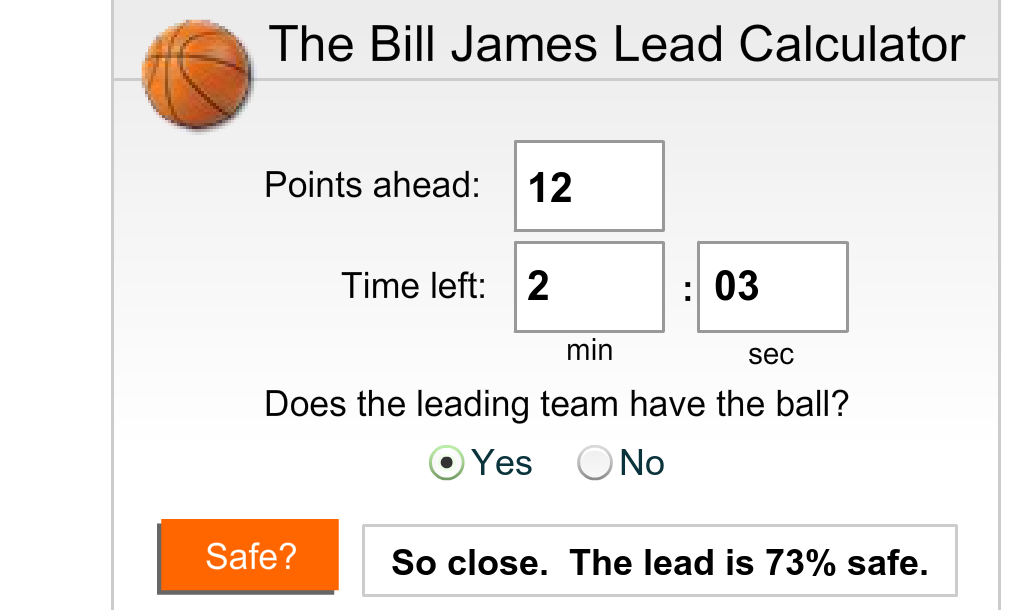 The Bill James Lead Calculator
Points ahead: 12
Time left: 2 : 03
min sec
Does the leading team have the ball?
Yes No
Safe? So close. The lead is 73% safe.